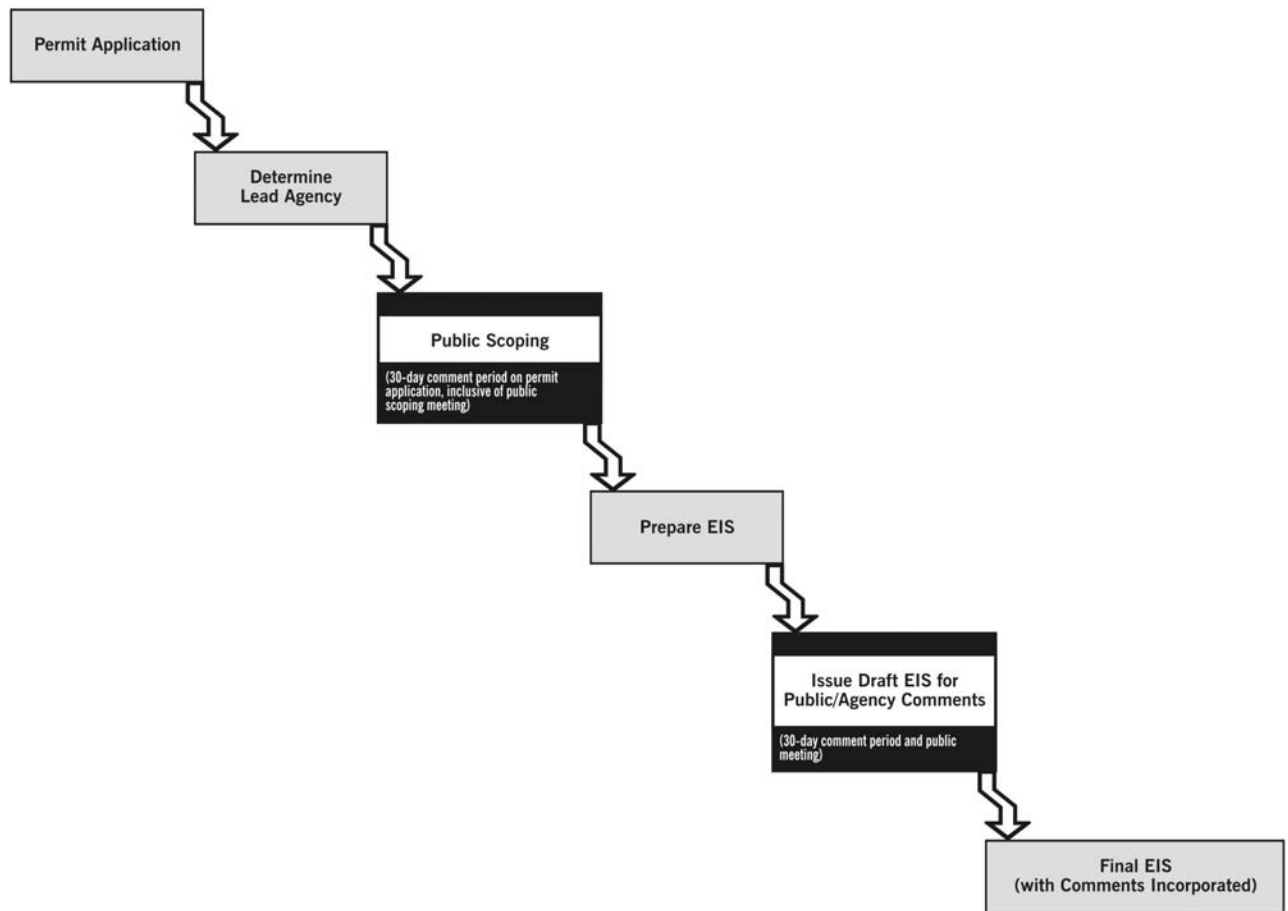 Permit Application
Determine
Lead Agency
Public Scoping
(30-day comment period on permit
application, inclusive of public
scoping meeting)
Prepare EIS
Issue Draft EIS for
Public/Agency Comments
(30-day comment period and public
meeting)
Final EIS
(with Comments Incorporated)